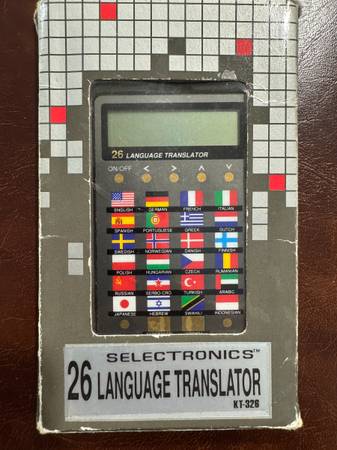 26 LANGUAGE TRANSLATOR
ON/OFF < > ∧ ∨
ENGLISH GERMAN FRENCH ITALIAN
SPANISH PORTUGUESE GREEK DUTCH
SWEDISH NORWEGIAN DANISH FINNISH
POLISH HUNGARIAN CZECH RUMANIAN
RUSSIAN SERBO-CRO. TURKISH ARABIC
JAPANESE HEBREW SWAHILI INDONESIAN
SELECTRONICS™
26 LANGUAGE TRANSLATOR
KT-326